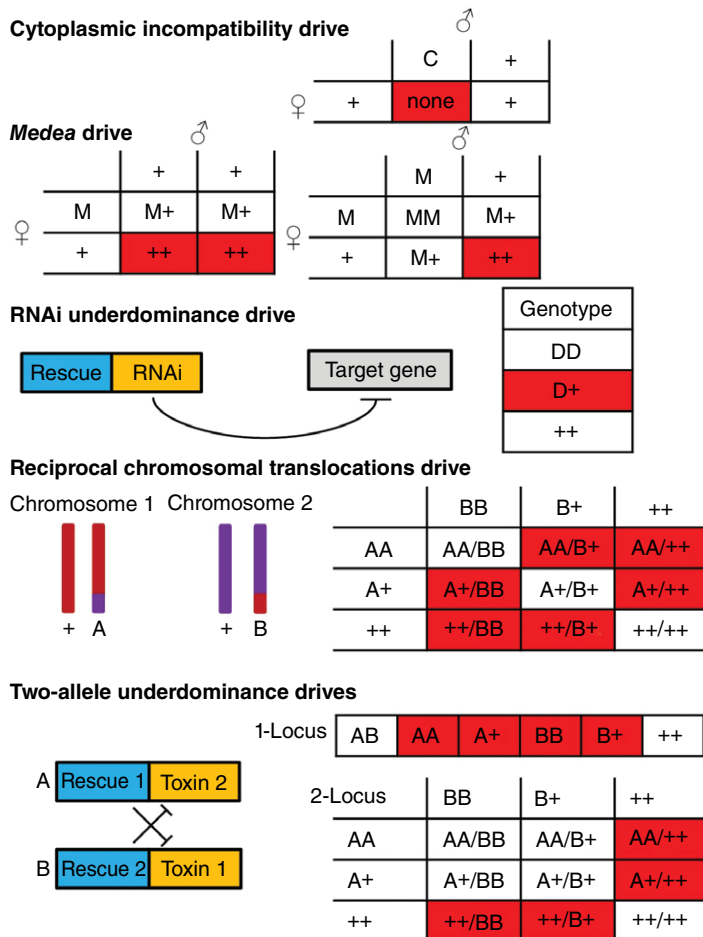 Cytoplasmic incompatibility drive
♂
C +
♀ + none +
Medea drive
♂
+ +
♀
M M+ M+
+ ++ ++
♂
M +
♀
M MM M+
+ M+ ++
RNAi underdominance drive
Rescue RNAi
Target gene
Genotype
DD
D+
++
Reciprocal chromosomal translocations drive
Chromosome 1 Chromosome 2
+ A
+ B
BB B+ ++
AA AA/BB AA/B+ AA/++
A+ A+/BB A+/B+ A+/++
++ ++/BB ++/B+ ++/++
Two-allele underdominance drives
1-Locus AB AA A+ BB B+ ++
A Rescue 1 Toxin 2
B Rescue 2 Toxin 1
2-Locus BB B+ ++
AA AA/BB AA/B+ AA/++
A+ A+/BB A+/B+ A+/++
++ ++/BB ++/B+ ++/++